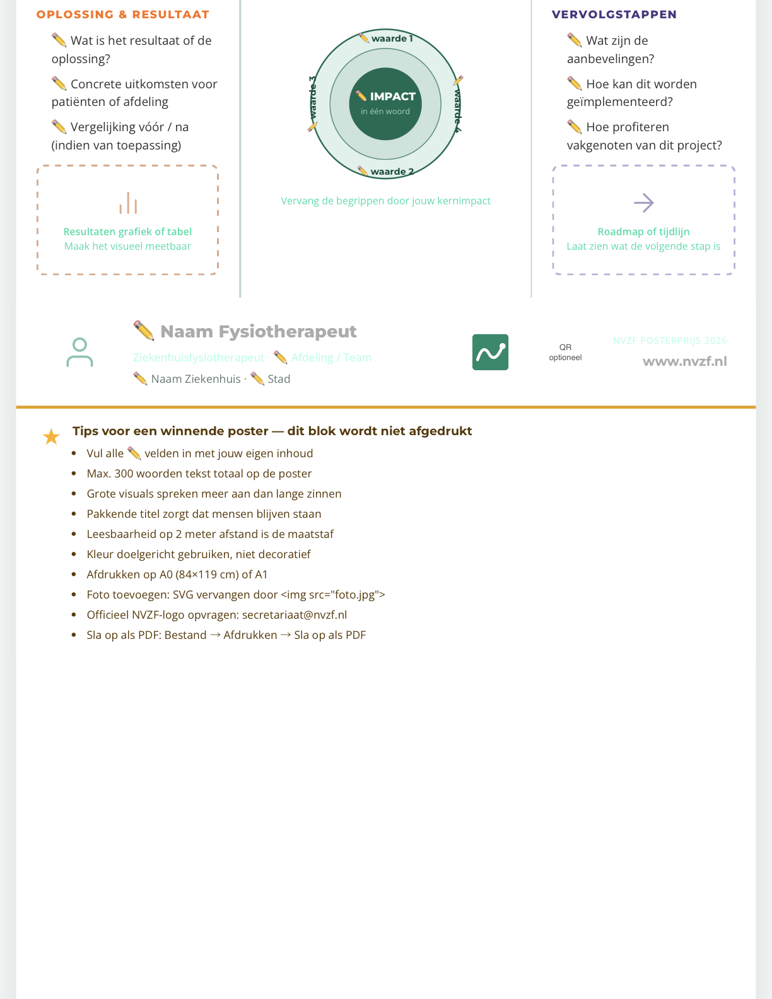 OPLOSSING & RESULTAAT
✏️ Wat is het resultaat of de
oplossing?
✏️ Concrete uitkomsten voor
patiënten of afdeling
✏️ Vergelijking vóór / na
(indien van toepassing)
Resultaten grafiek of tabel
Maak het visueel meetbaar
✏️ waarde 1
✏️ waarde 3
✏️ IMPACT
in één woord
✏️ waarde 4
✏️ waarde 2
Vervang de begrippen door jouw kernimpact
VERVOLGSTAPPEN
✏️ Wat zijn de
aanbevelingen?
✏️ Hoe kan dit worden
geïmplementeerd?
✏️ Hoe profiteren
vakgenoten van dit project?
Roadmap of tijdlijn
Laat zien wat de volgende stap is
✏️ Naam Fysiotherapeut
Ziekenhuisfysiotherapeut · ✏️ Afdeling / Team
✏️ Naam Ziekenhuis · ✏️ Stad
QR
optioneel
NVZF POSTERPRIJS 2026
www.nvzf.nl
Tips voor een winnende poster — dit blok wordt niet afgedrukt
• Vul alle ✏️ velden in met jouw eigen inhoud
• Max. 300 woorden tekst totaal op de poster
• Grote visuals spreken meer aan dan lange zinnen
• Pakkende titel zorgt dat mensen blijven staan
• Leesbaarheid op 2 meter afstand is de maatstaf
• Kleur doelgericht gebruiken, niet decoratief
• Afdrukken op A0 (84×119 cm) of A1
• Foto toevoegen: SVG vervangen door <img src="foto.jpg">
• Officieel NVZF-logo opvragen: secretariaat@nvzf.nl
• Sla op als PDF: Bestand → Afdrukken → Sla op als PDF